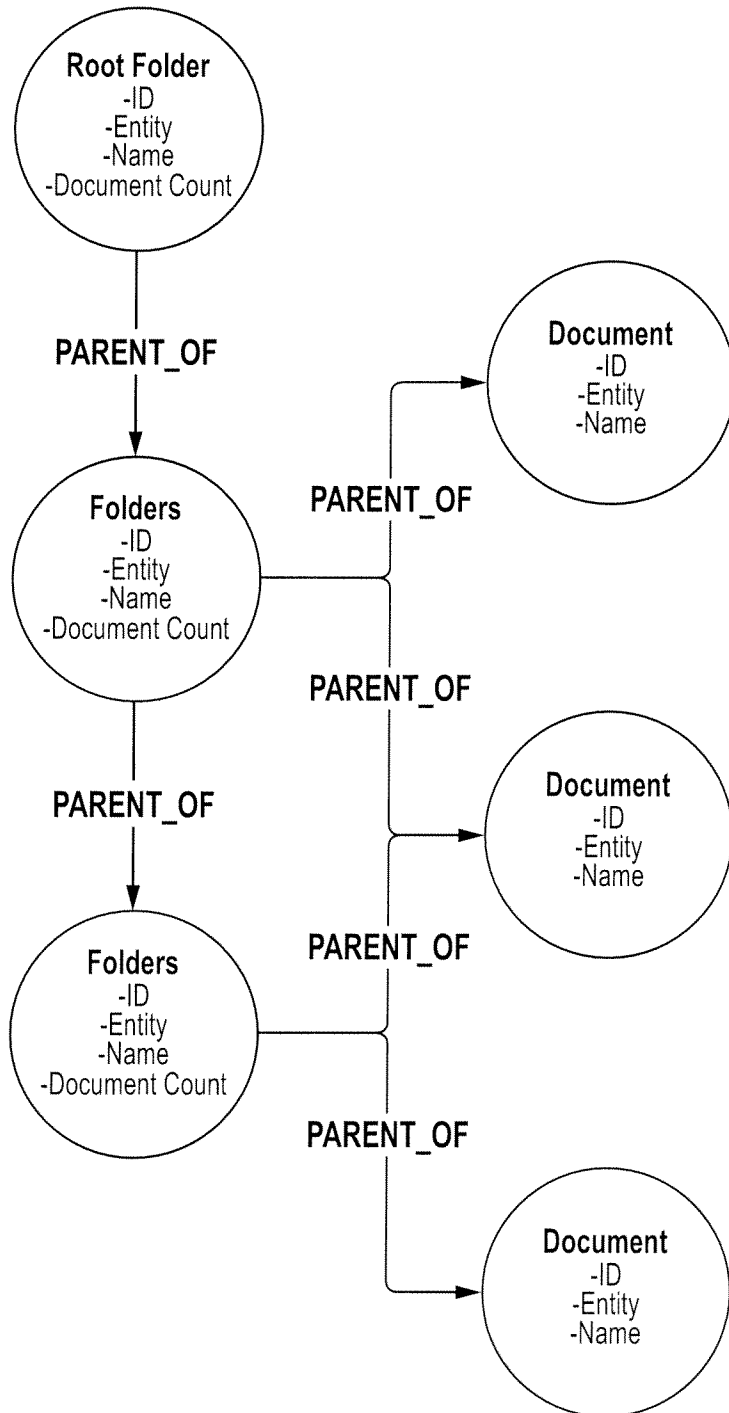 Root Folder
-ID
-Entity
-Name
-Document Count
PARENT_OF
Document
-ID
-Entity
-Name
Folders
-ID
-Entity
-Name
-Document Count
PARENT_OF
PARENT_OF
PARENT_OF
Document
-ID
-Entity
-Name
Folders
-ID
-Entity
-Name
-Document Count
PARENT_OF
PARENT_OF
Document
-ID
-Entity
-Name